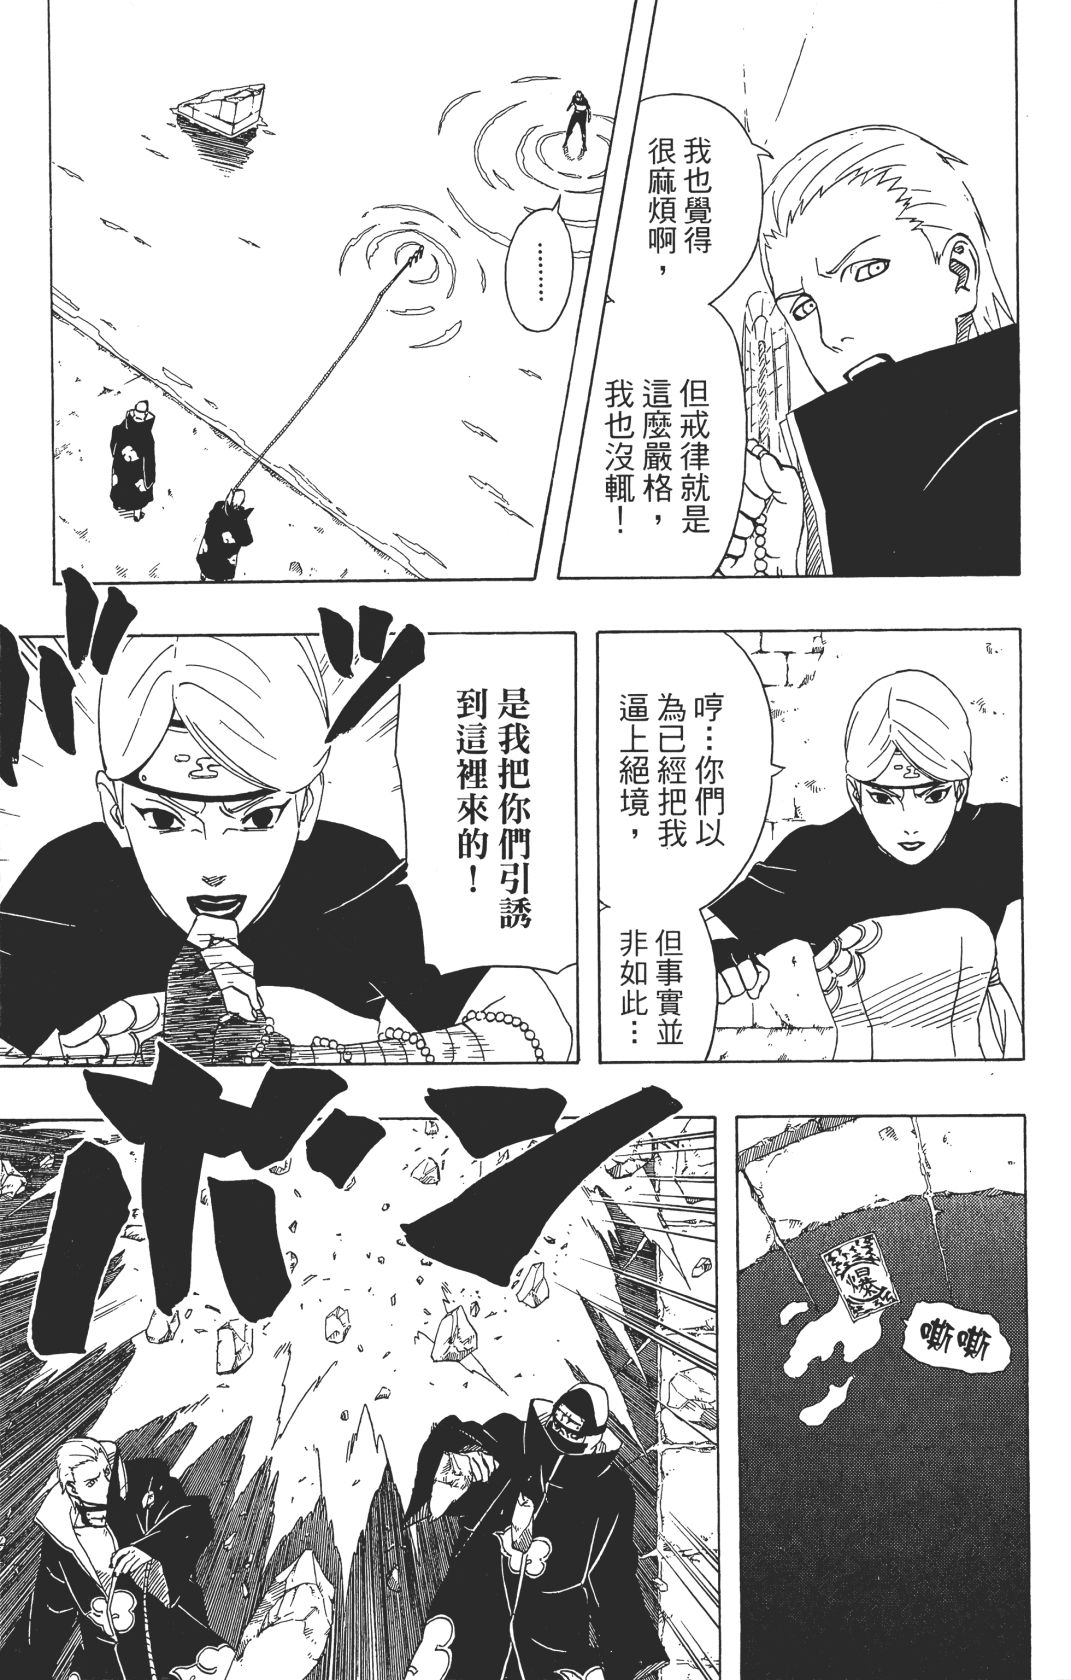 我也覺得
很麻煩啊，
但戒律就是
這麼嚴格，
我也沒輒！
………
哼…你們以
為已經把我
逼上絕境，
但事實並
非如此…
是我把你們引誘
到這裡來的！
爆
嘶嘶
ボン